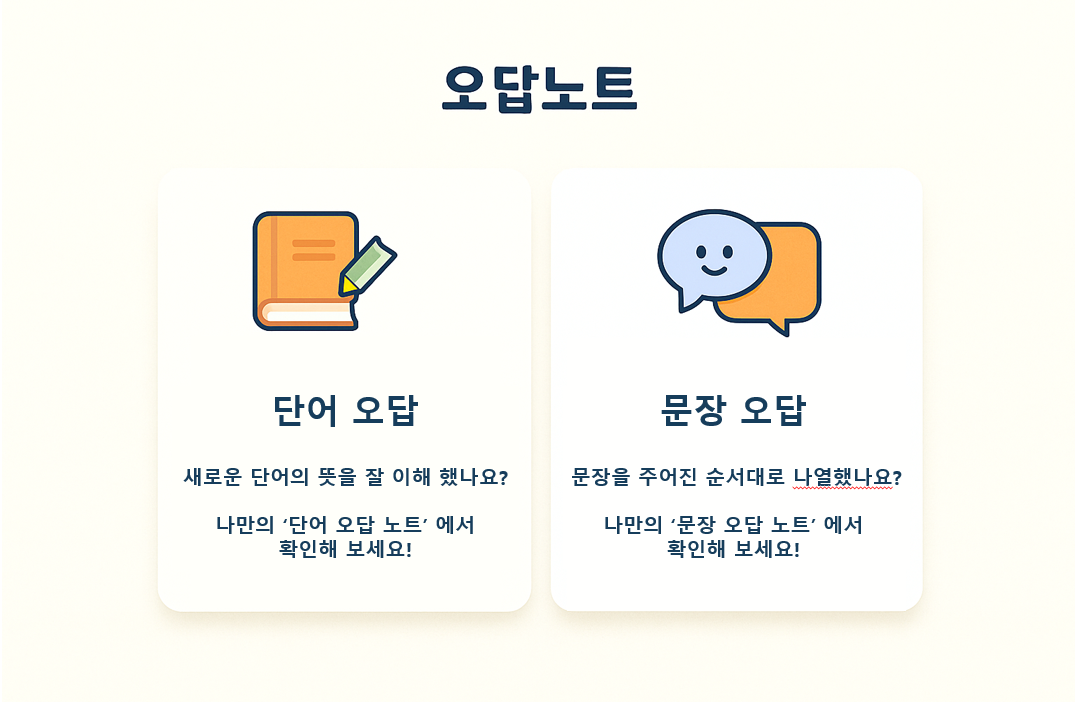 오답노트
단어 오답
새로운 단어의 뜻을 잘 이해 했나요?
나만의 ‘단어 오답 노트’ 에서
확인해 보세요!
문장 오답
문장을 주어진 순서대로 나열했나요?
나만의 ‘문장 오답 노트’ 에서
확인해 보세요!